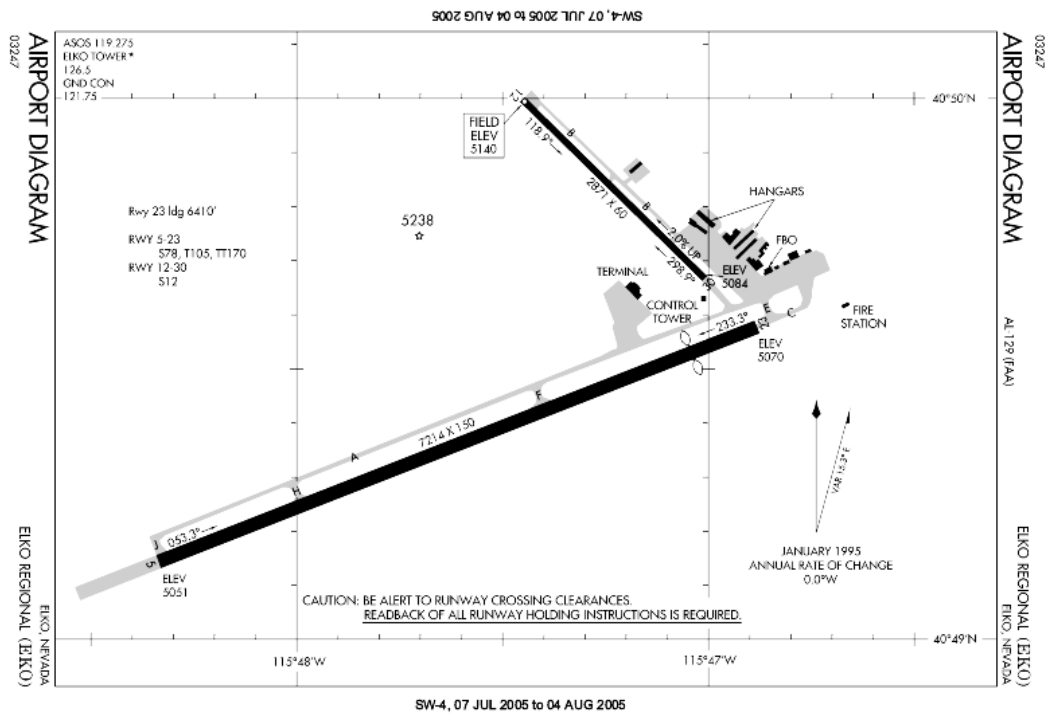 SW-4, 07 JUL 2005 to 04 AUG 2005
03247
AIRPORT DIAGRAM
ASOS 119.275
ELKO TOWER*
126.5
GND CON
121.75
Rwy 23 ldg 6410'
RWY 5-23
S78, T105, TT170
RWY 12-30
S12
FIELD
ELEV
5140
5238
12
118.9°
B
2871 X 60
B
2.0% UP
298.9°
30
ELEV
5084
HANGARS
FBO
TERMINAL
CONTROL
TOWER
FIRE
STATION
E
C
233.3°
23
ELEV
5070
F
7214 X 150
A
H
J
053.3°
5
ELEV
5051
VAR 15.3° E
JANUARY 1995
ANNUAL RATE OF CHANGE
0.0°W
CAUTION: BE ALERT TO RUNWAY CROSSING CLEARANCES.
READBACK OF ALL RUNWAY HOLDING INSTRUCTIONS IS REQUIRED.
40°50'N
40°49'N
115°48'W
115°47'W
03247
AIRPORT DIAGRAM
AL-129 (FAA)
ELKO, NEVADA
ELKO REGIONAL (EKO)
ELKO, NEVADA
ELKO REGIONAL (EKO)
SW-4, 07 JUL 2005 to 04 AUG 2005